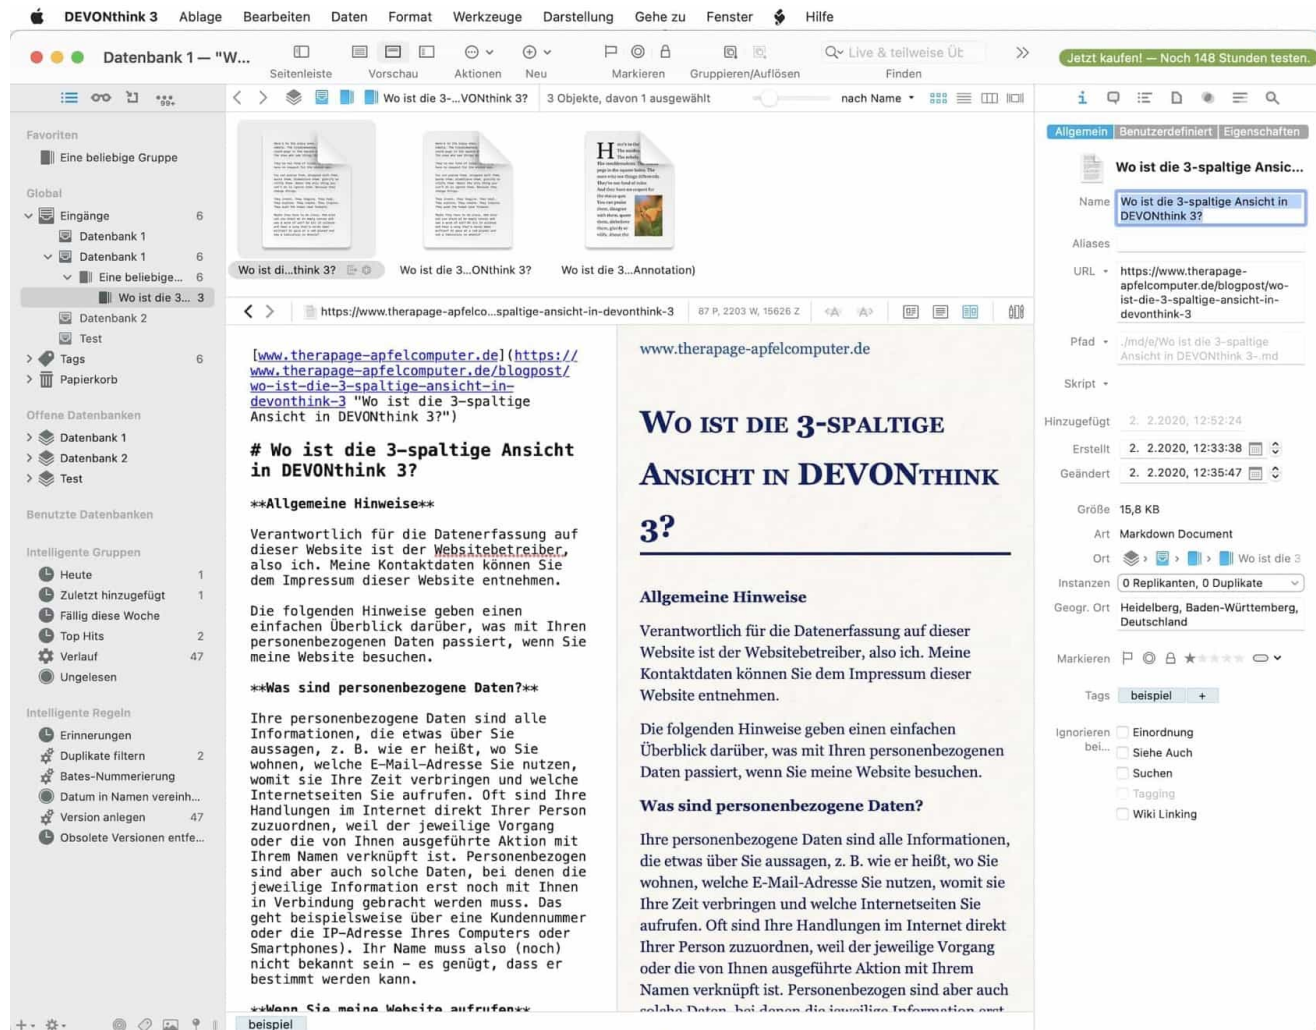 DEVONthink 3 Ablage Bearbeiten Daten Format Werkzeuge Darstellung Gehe zu Fenster Hilfe
Datenbank 1 — "W...
Seitenleiste Vorschau Aktionen Neu Markieren Gruppieren/Auflösen Finden
Live & teilweise Üb
Jetzt kaufen! — Noch 148 Stunden testen.
99+
Wo ist die 3-...VONthink 3?
3 Objekte, davon 1 ausgewählt
nach Name
Favoriten
Eine beliebige Gruppe
Global
Eingänge 6
Datenbank 1
Datenbank 1 6
Eine beliebige... 6
Wo ist die 3... 3
Datenbank 2
Test
Tags 6
Papierkorb
Offene Datenbanken
Datenbank 1
Datenbank 2
Test
Benutzte Datenbanken
Intelligente Gruppen
Heute 1
Zuletzt hinzugefügt 1
Fällig diese Woche
Top Hits 2
Verlauf 47
Ungelesen
Intelligente Regeln
Erinnerungen
Duplikate filtern 2
Bates-Nummerierung
Datum in Namen vereinh...
Version anlegen 47
Obsolete Versionen entfe...
Wo ist di...think 3?
Wo ist die 3...ONthink 3?
Wo ist die 3...Annotation)
https://www.therapage-apfelco...spaltige-ansicht-in-devonthink-3
87 P, 2203 W, 15626 Z
[www.therapage-apfelcomputer.de](https://
www.therapage-apfelcomputer.de/blogpost/
wo-ist-die-3-spaltige-ansicht-in-
devonthink-3 "Wo ist die 3-spaltige
Ansicht in DEVONthink 3?")
# Wo ist die 3-spaltige Ansicht
in DEVONthink 3?
**Allgemeine Hinweise**
Verantwortlich für die Datenerfassung auf
dieser Website ist der Websitebetreiber,
also ich. Meine Kontaktdaten können Sie
dem Impressum dieser Website entnehmen.
Die folgenden Hinweise geben einen
einfachen Überblick darüber, was mit Ihren
personenbezogenen Daten passiert, wenn Sie
meine Website besuchen.
**Was sind personenbezogene Daten?**
Ihre personenbezogene Daten sind alle
Informationen, die etwas über Sie
aussagen, z. B. wie er heißt, wo Sie
wohnen, welche E-Mail-Adresse Sie nutzen,
womit sie Ihre Zeit verbringen und welche
Internetseiten Sie aufrufen. Oft sind Ihre
Handlungen im Internet direkt Ihrer Person
zuzuordnen, weil der jeweilige Vorgang
oder die von Ihnen ausgeführte Aktion mit
Ihrem Namen verknüpft ist. Personenbezogen
sind aber auch solche Daten, bei denen die
jeweilige Information erst noch mit Ihnen
in Verbindung gebracht werden muss. Das
geht beispielsweise über eine Kundennummer
oder die IP-Adresse Ihres Computers oder
Smartphones). Ihr Name muss also (noch)
nicht bekannt sein – es genügt, dass er
bestimmt werden kann.
**Wenn Sie meine Website aufrufen**
beispiel
www.therapage-apfelcomputer.de
Wo ist die 3-spaltige
Ansicht in DEVONthink
3?
Allgemeine Hinweise
Verantwortlich für die Datenerfassung auf dieser
Website ist der Websitebetreiber, also ich. Meine
Kontaktdaten können Sie dem Impressum dieser
Website entnehmen.
Die folgenden Hinweise geben einen einfachen
Überblick darüber, was mit Ihren personenbezogenen
Daten passiert, wenn Sie meine Website besuchen.
Was sind personenbezogene Daten?
Ihre personenbezogene Daten sind alle Informationen,
die etwas über Sie aussagen, z. B. wie er heißt, wo Sie
wohnen, welche E-Mail-Adresse Sie nutzen, womit sie
Ihre Zeit verbringen und welche Internetseiten Sie
aufrufen. Oft sind Ihre Handlungen im Internet direkt
Ihrer Person zuzuordnen, weil der jeweilige Vorgang
oder die von Ihnen ausgeführte Aktion mit Ihrem
Namen verknüpft ist. Personenbezogen sind aber auch
solche Daten, bei denen die jeweilige Information erst
Allgemein Benutzerdefiniert Eigenschaften
Wo ist die 3-spaltige Ansic...
Name Wo ist die 3-spaltige Ansicht in
DEVONthink 3?
Aliases
URL https://www.therapage-
apfelcomputer.de/blogpost/wo-
ist-die-3-spaltige-ansicht-in-
devonthink-3
Pfad ./md/e/Wo ist die 3-spaltige
Ansicht in DEVONthink 3-.md
Skript
Hinzugefügt 2. 2.2020, 12:52:24
Erstellt 2. 2.2020, 12:33:38
Geändert 2. 2.2020, 12:35:47
Größe 15,8 KB
Art Markdown Document
Ort Wo ist die 3
Instanzen 0 Replikanten, 0 Duplikate
Geogr. Ort Heidelberg, Baden-Württemberg,
Deutschland
Markieren
Tags beispiel +
Ignorieren bei...
Einordnung
Siehe Auch
Suchen
Tagging
Wiki Linking